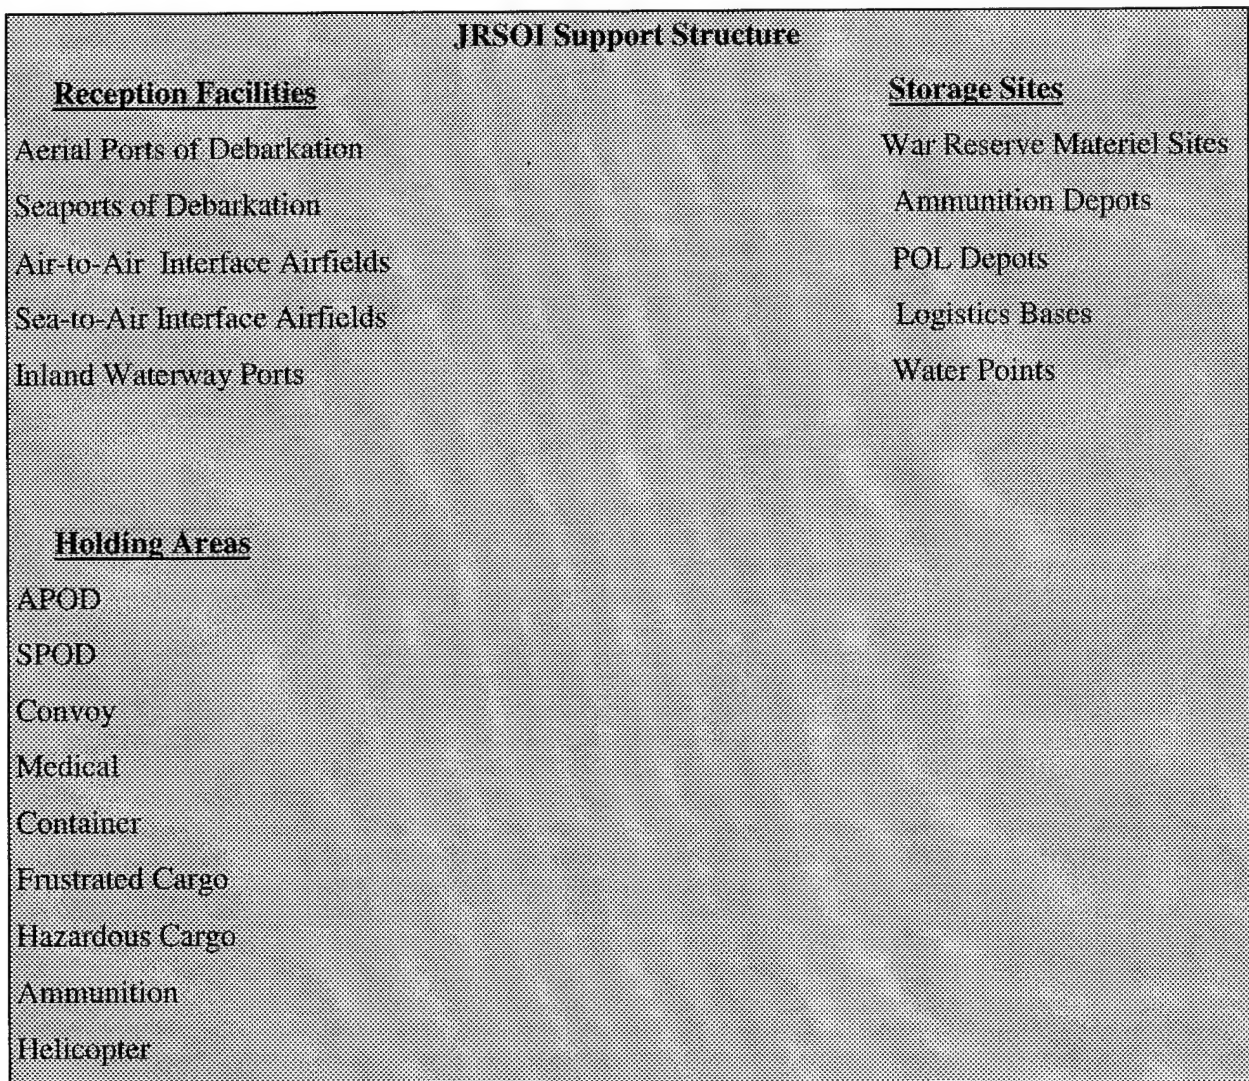 JRSOI Support Structure
Reception Facilities
Aerial Ports of Debarkation
Seaports of Debarkation
Air-to-Air Interface Airfields
Sea-to-Air Interface Airfields
Inland Waterway Ports
Storage Sites
War Reserve Materiel Sites
Ammunition Depots
POL Depots
Logistics Bases
Water Points
Holding Areas
APOD
SPOD
Convoy
Medical
Container
Frustrated Cargo
Hazardous Cargo
Ammunition
Helicopter